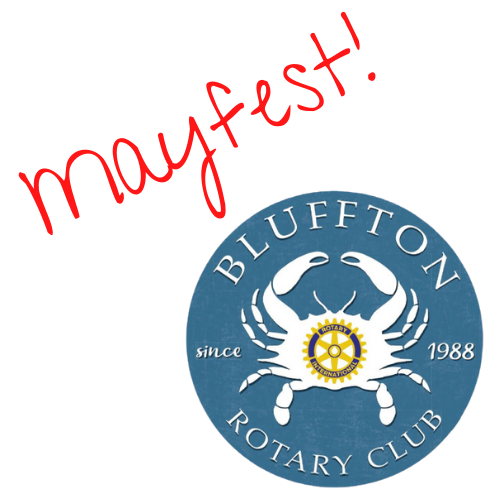 mayfest!
BLUFFTON
since 1988
ROTARY INTERNATIONAL
ROTARY CLUB